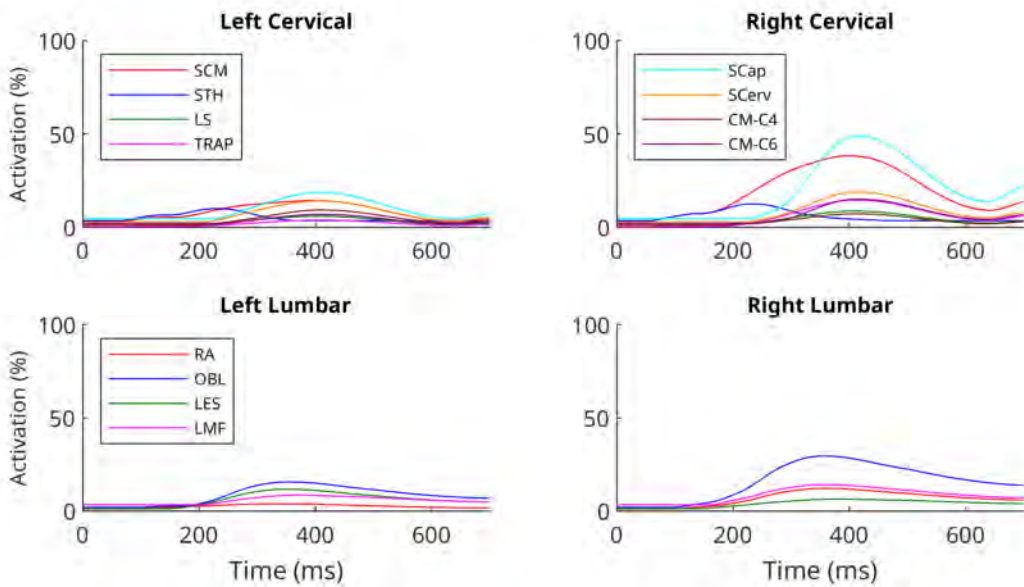 Left Cervical
100
50
0
Activation (%)
SCM
STH
LS
TRAP
0 200 400 600
Right Cervical
100
50
0
SCap
SCerv
CM-C4
CM-C6
0 200 400 600
Left Lumbar
100
50
0
Activation (%)
RA
OBL
LES
LMF
0 200 400 600
Time (ms)
Right Lumbar
100
50
0
0 200 400 600
Time (ms)